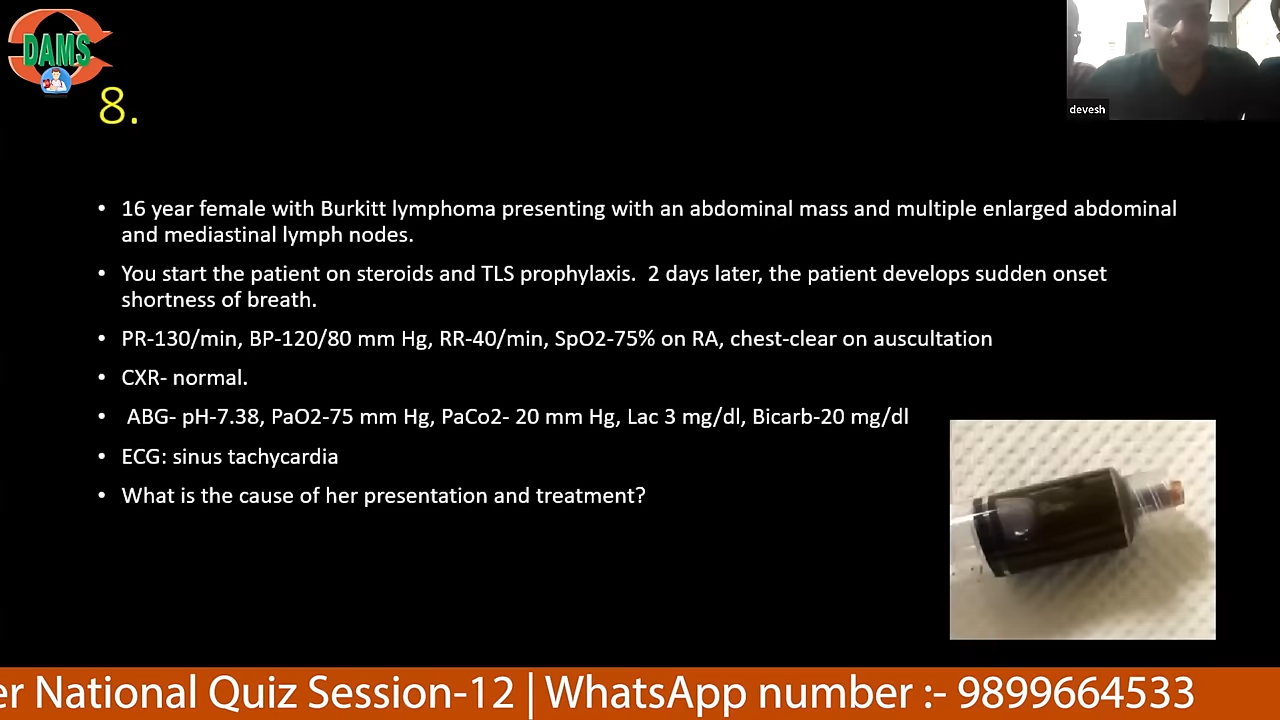 DAMS
devesh
8.
• 16 year female with Burkitt lymphoma presenting with an abdominal mass and multiple enlarged abdominal
and mediastinal lymph nodes.
• You start the patient on steroids and TLS prophylaxis.  2 days later, the patient develops sudden onset
shortness of breath.
• PR-130/min, BP-120/80 mm Hg, RR-40/min, SpO2-75% on RA, chest-clear on auscultation
• CXR- normal.
• ABG- pH-7.38, PaO2-75 mm Hg, PaCo2- 20 mm Hg, Lac 3 mg/dl, Bicarb-20 mg/dl
• ECG: sinus tachycardia
• What is the cause of her presentation and treatment?
er National Quiz Session-12 | WhatsApp number :- 9899664533